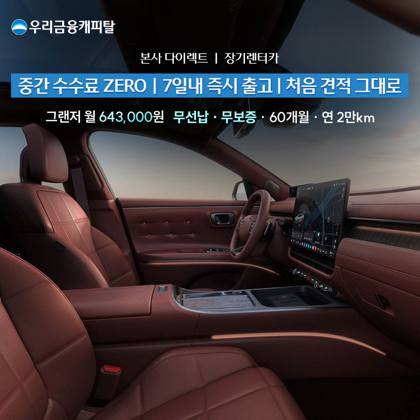 우리금융캐피탈
본사 다이렉트 | 장기렌터카
중간 수수료 ZERO | 7일내 즉시 출고 | 처음 견적 그대로
그랜저 월 643,000원 무선납 · 무보증 · 60개월 · 연 2만km